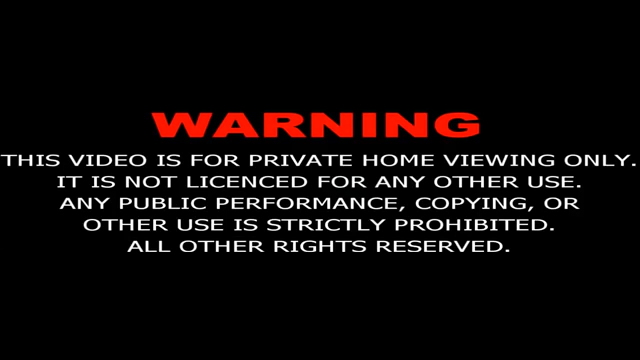 WARNING
THIS VIDEO IS FOR PRIVATE HOME VIEWING ONLY.
IT IS NOT LICENCED FOR ANY OTHER USE.
ANY PUBLIC PERFORMANCE, COPYING, OR
OTHER USE IS STRICTLY PROHIBITED.
ALL OTHER RIGHTS RESERVED.